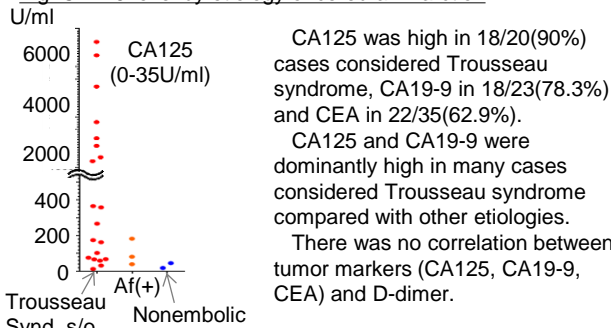 U/ml
6000
4000
2000
400
200
0
CA125
(0-35U/ml)
Af(+)
Trousseau
Synd. s/o
Nonembolic
CA125 was high in 18/20(90%)
cases considered Trousseau
syndrome, CA19-9 in 18/23(78.3%)
and CEA in 22/35(62.9%).
CA125 and CA19-9 were
dominantly high in many cases
considered Trousseau syndrome
compared with other etiologies.
There was no correlation between
tumor markers (CA125, CA19-9,
CEA) and D-dimer.